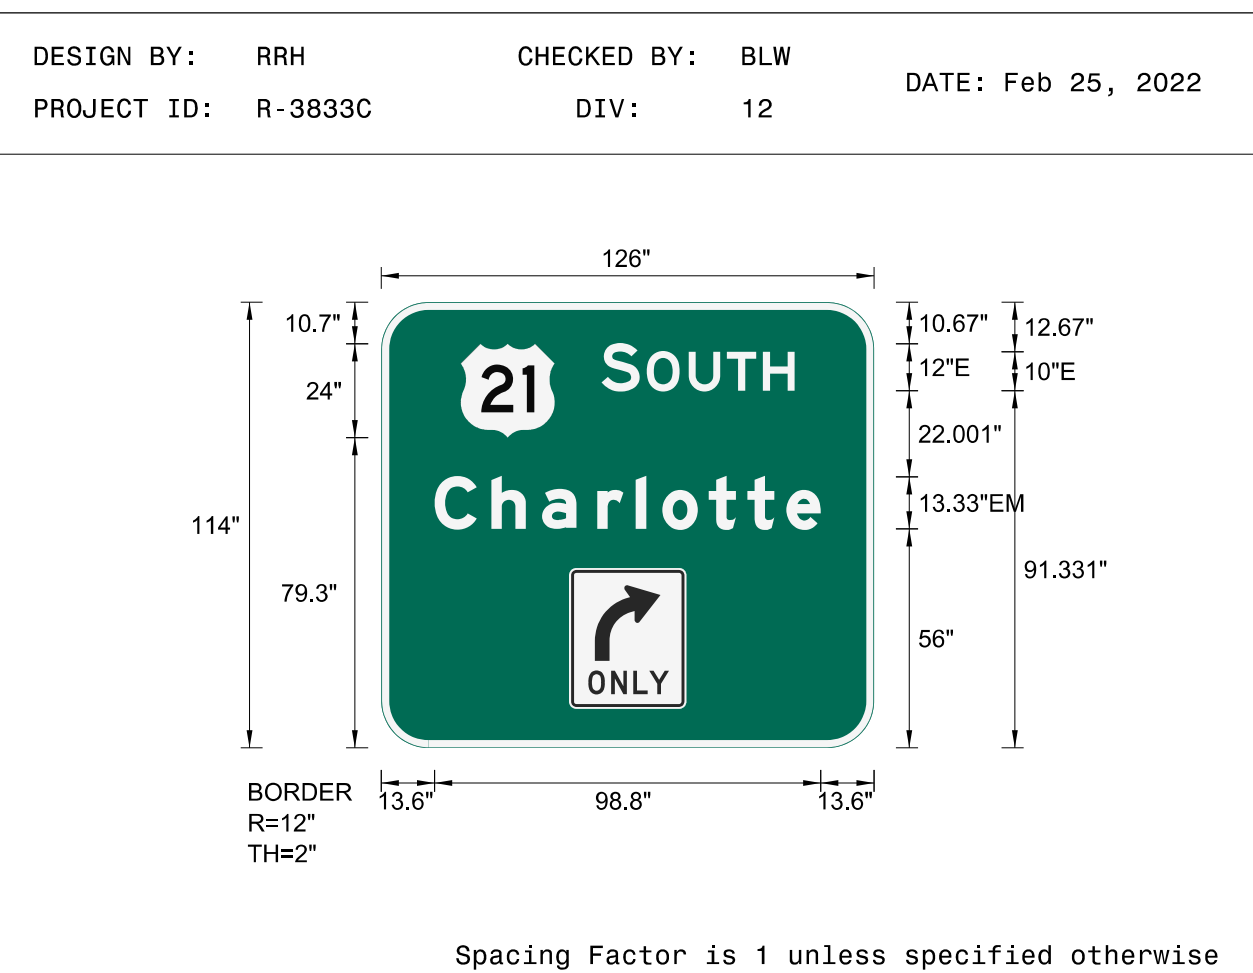 DESIGN BY: RRH CHECKED BY: BLW
DATE: Feb 25, 2022
PROJECT ID: R-3833C DIV: 12
126"
10.7" 10.67" 12.67"
21 SOUTH
24" 12"E 10"E
22.001"
Charlotte
13.33"EM
114"
91.331"
79.3"
56"
ONLY
13.6" 98.8" 13.6"
BORDER
R=12"
TH=2"
Spacing Factor is 1 unless specified otherwise